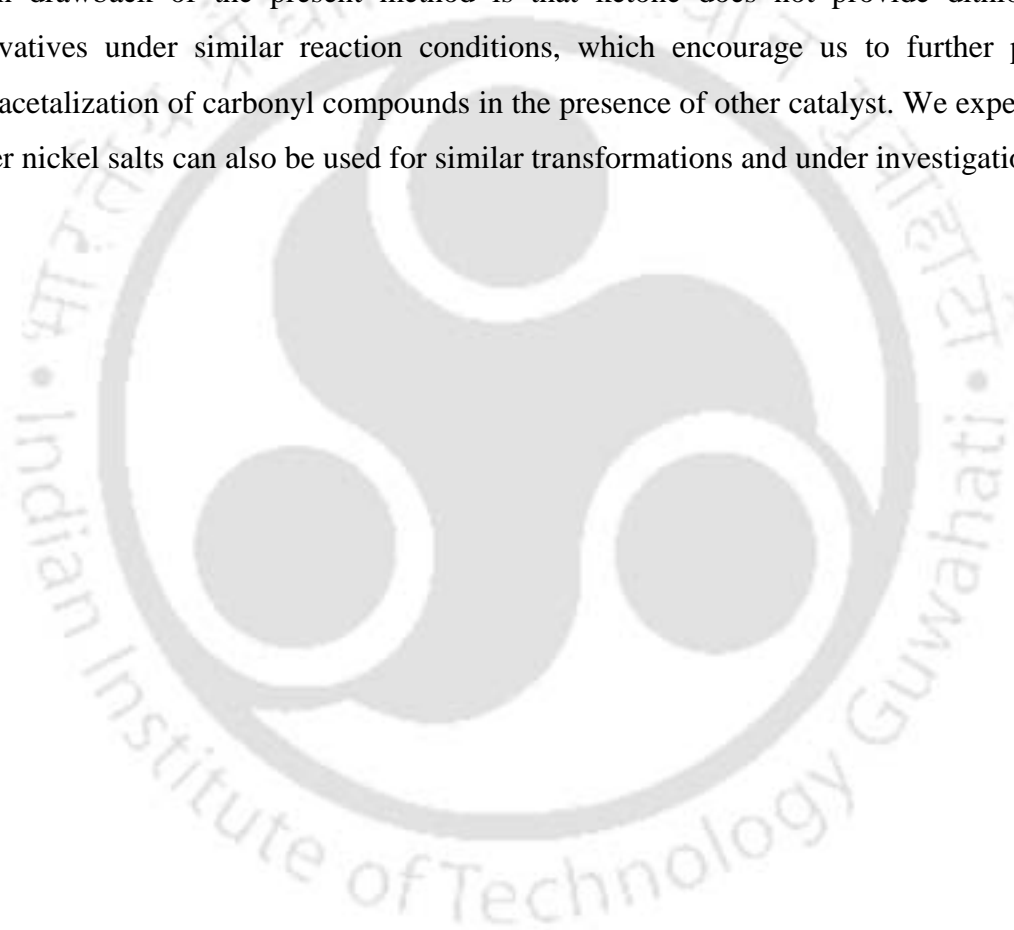 drawback of the present method is that ketone does not provide
under similar reaction conditions, which encourage us to further
acetalization of carbonyl compounds in the presence of other catalyst. We
nickel salts can also be used for similar transformations and under
Indian Institute of Technology Guwahati